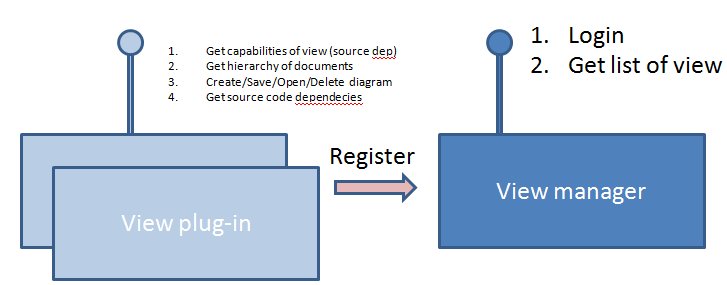 1. Get capabilities of view (source dep)
2. Get hierarchy of documents
3. Create/Save/Open/Delete diagram
4. Get source code dependecies
1. Login
2. Get list of view
Register
View plug-in
View manager